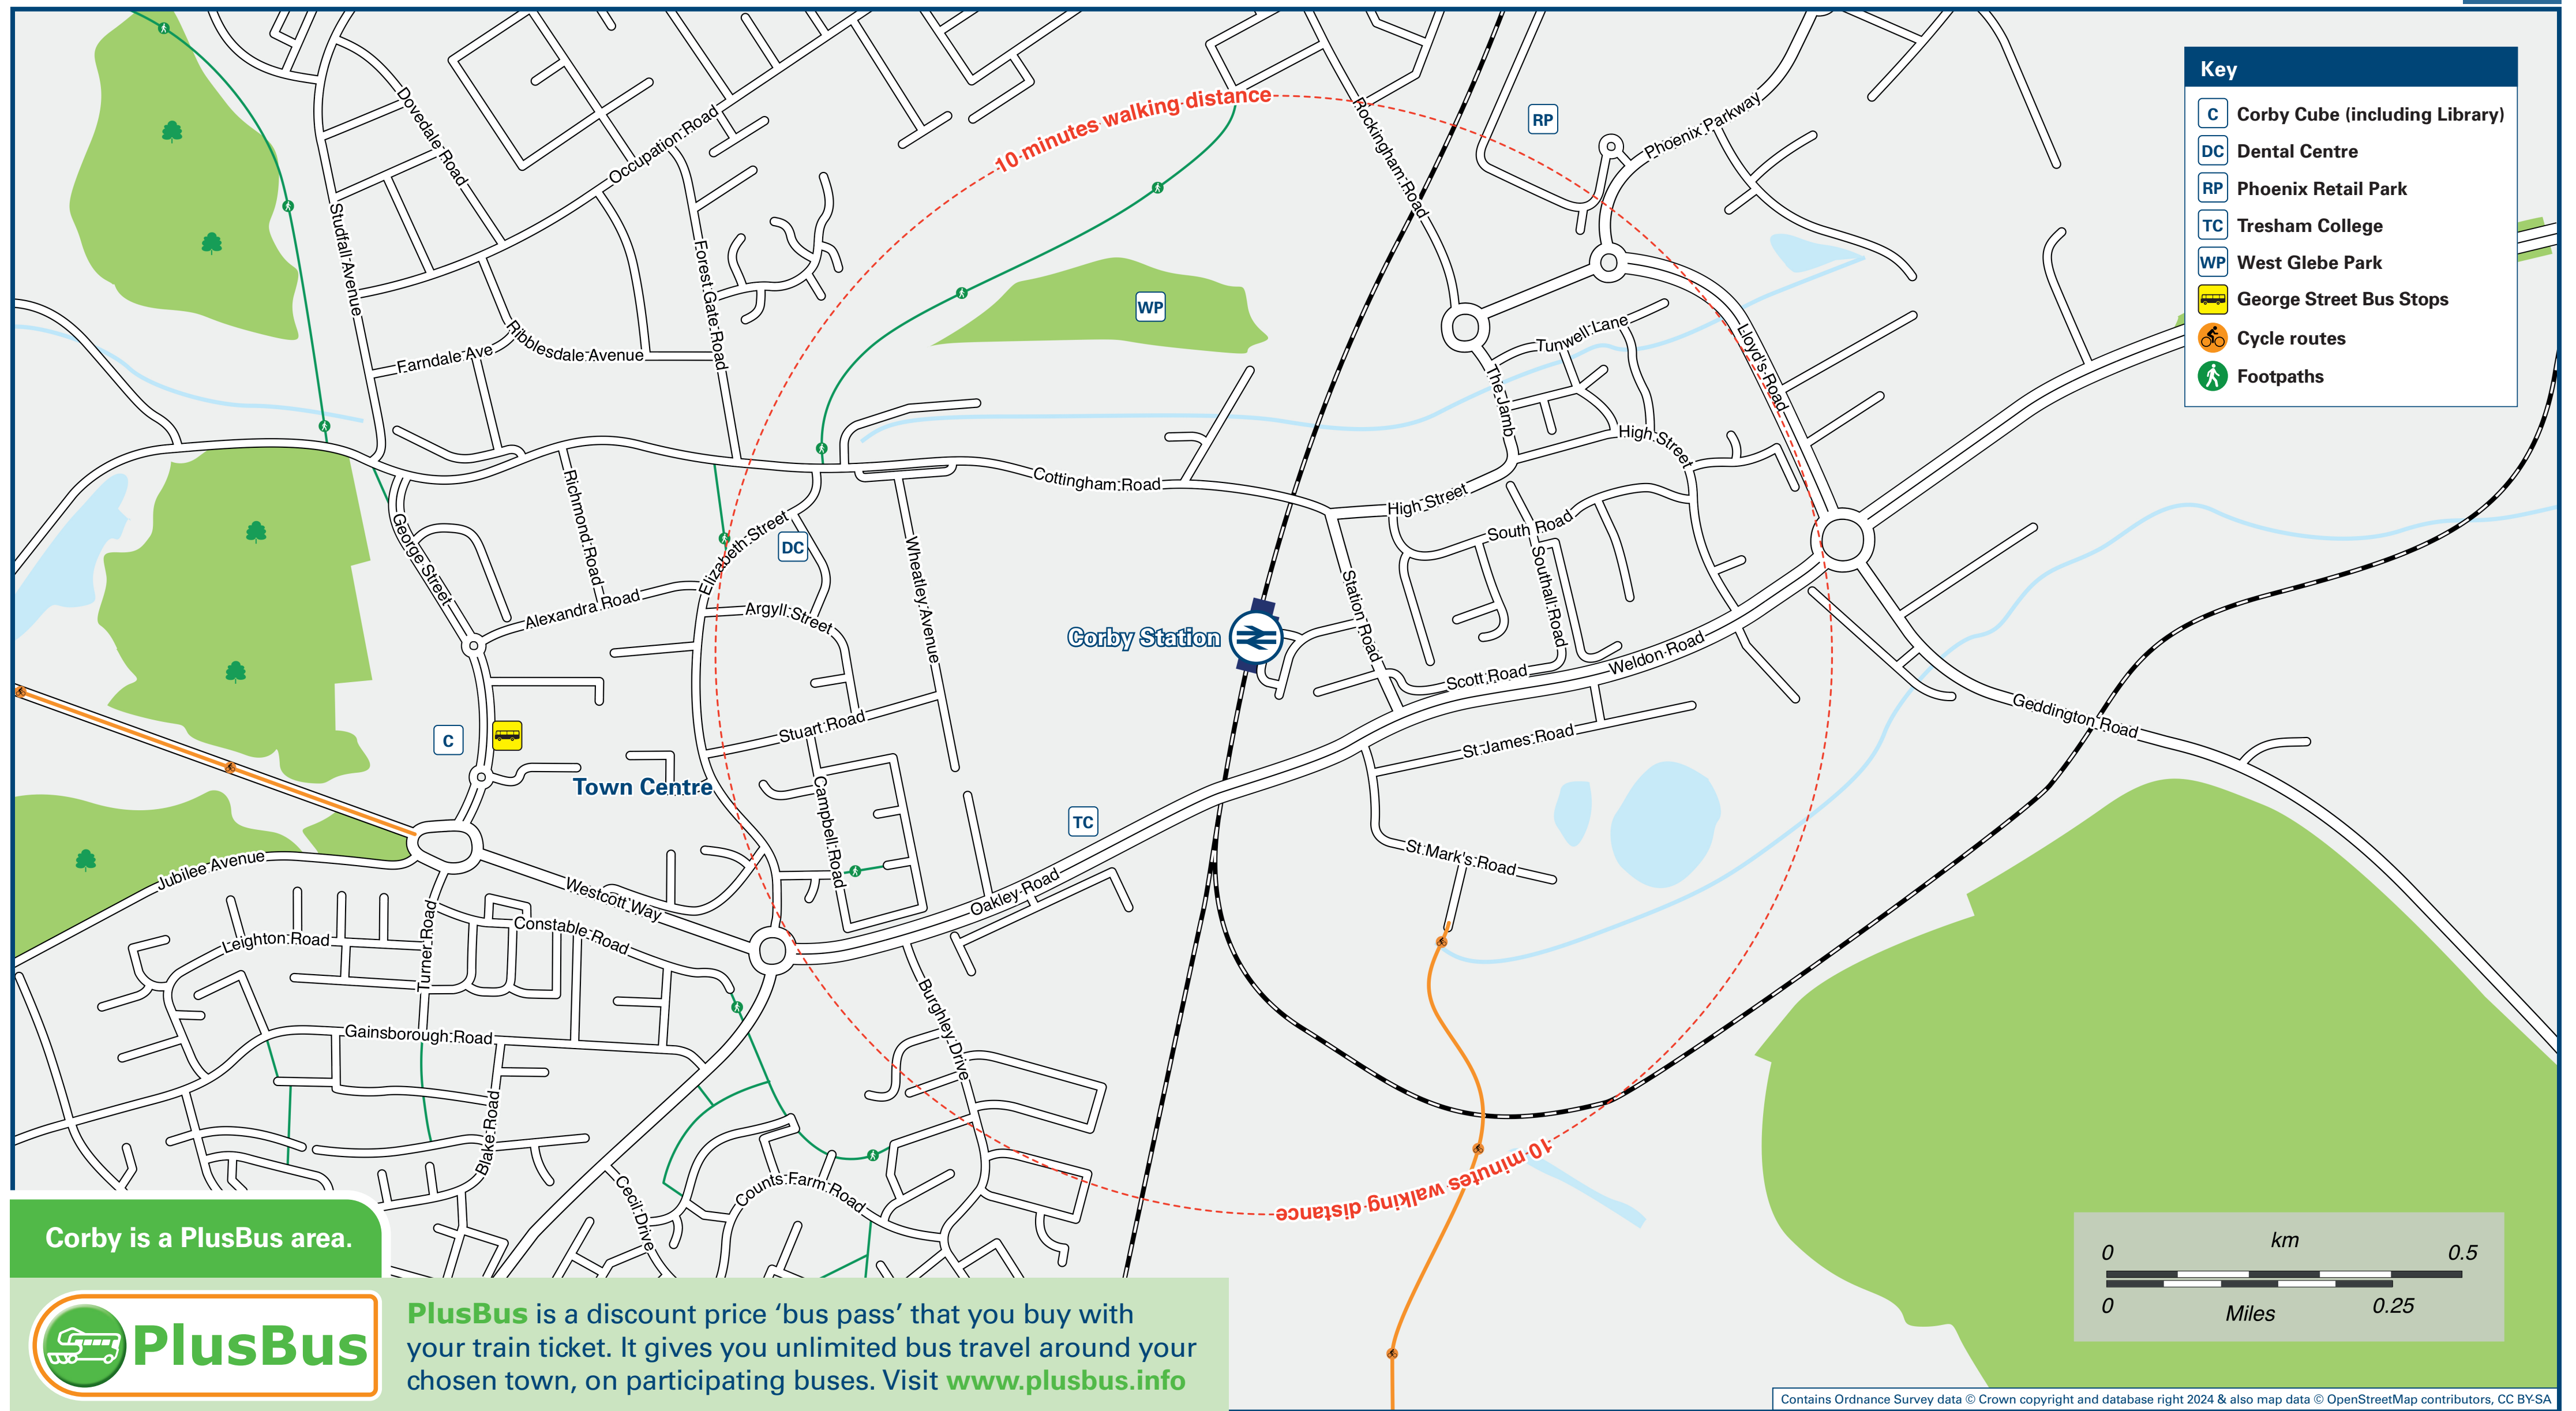 10 minutes walking distance
RP
Key
C Corby Cube (including Library)
DC Dental Centre
RP Phoenix Retail Park
TC Tresham College
WP West Glebe Park
George Street Bus Stops
Cycle routes
Footpaths
Dovedale Road
Occupation Road
Rockingham Road
Phoenix Parkway
Studfall Avenue
Forest Gate Road
WP
Farndale Ave
Ribblesdale Avenue
Tunwell Lane
Lloyd's Road
The Jamb
High Street
Cottingham Road
High Street
George Street
Richmond Road
Elizabeth Street
DC
Wheatley Avenue
South Road
Southall Road
Station Road
Alexandra Road
Argyll Street
Corby Station
Scott Road
Weldon Road
Geddington Road
C
Stuart Road
St James Road
Town Centre
Campbell Road
TC
St Mark's Road
Jubilee Avenue
Westcott Way
Oakley Road
Leighton Road
Turner Road
Constable Road
Gainsborough Road
Burghley Drive
Blake Road
Cecil Drive
Counts Farm Road
10 minutes walking distance
Corby is a PlusBus area.
PlusBus
PlusBus is a discount price ‘bus pass’ that you buy with
your train ticket. It gives you unlimited bus travel around your
chosen town, on participating buses. Visit www.plusbus.info
km
0 0.5
0 0.25
Miles
Contains Ordnance Survey data © Crown copyright and database right 2024 & also map data © OpenStreetMap contributors, CC BY-SA